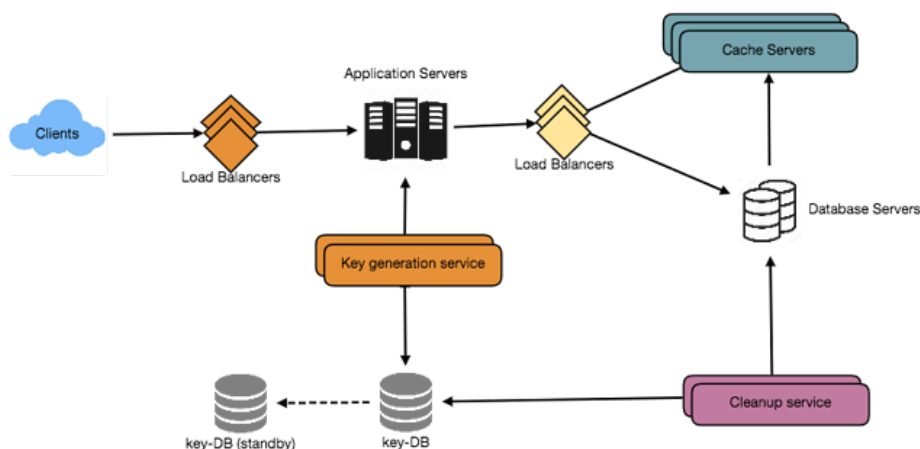 Cache Servers
Application Servers
Clients
Load Balancers
Load Balancers
Database Servers
Key generation service
Cleanup service
key-DB (standby)
key-DB